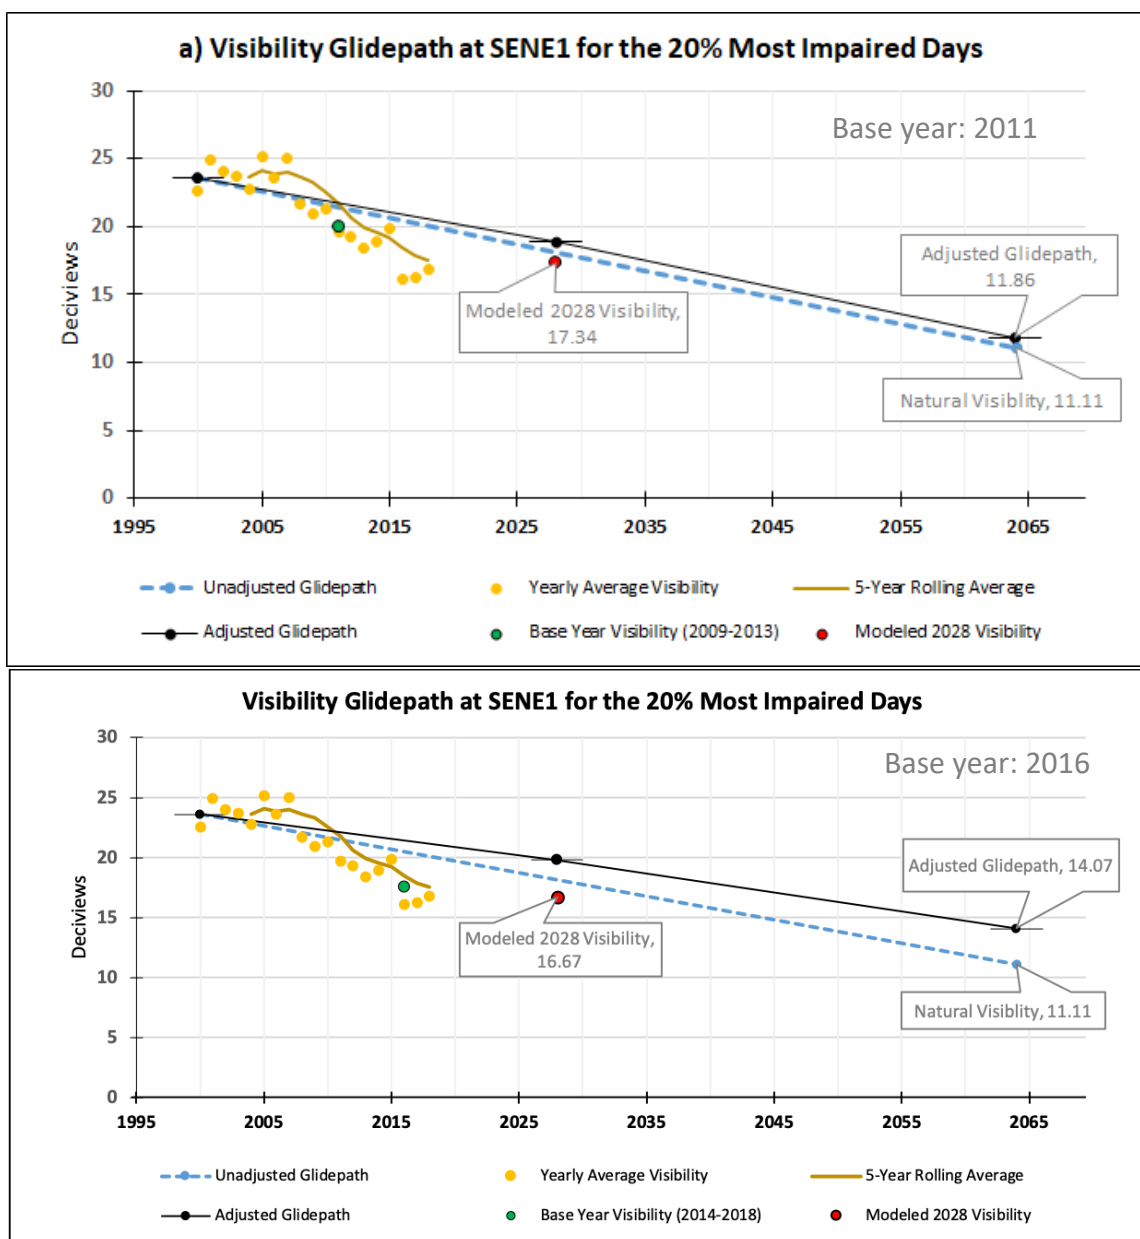 a) Visibility Glidepath at SENE1 for the 20% Most Impaired Days
30
Base year: 2011
25
20
Adjusted Glidepath,
11.86
Deciviews
15
Modeled 2028 Visibility,
17.34
10
Natural Visiblity, 11.11
5
0
1995 2005 2015 2025 2035 2045 2055 2065
Unadjusted Glidepath Yearly Average Visibility 5-Year Rolling Average
Adjusted Glidepath Base Year Visibility (2009-2013) Modeled 2028 Visibility
Visibility Glidepath at SENE1 for the 20% Most Impaired Days
30
Base year: 2016
25
20
Adjusted Glidepath, 14.07
Deciviews
15
Modeled 2028 Visibility,
16.67
10
Natural Visiblity, 11.11
5
0
1995 2005 2015 2025 2035 2045 2055 2065
Unadjusted Glidepath Yearly Average Visibility 5-Year Rolling Average
Adjusted Glidepath Base Year Visibility (2014-2018) Modeled 2028 Visibility